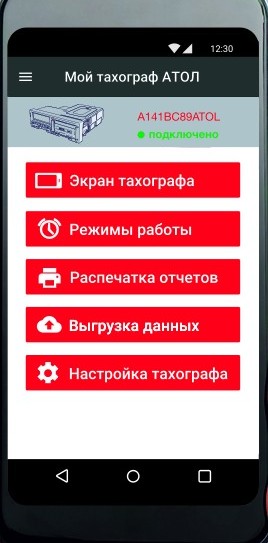 12:30
Мой тахограф АТОЛ
A141BC89ATOL
подключено
Экран тахографа
Режимы работы
Распечатка отчетов
Выгрузка данных
Настройка тахографа